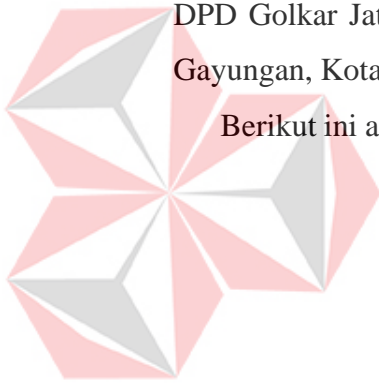 DPD Golkar Jat
Gayungan, Kota
Berikut ini a